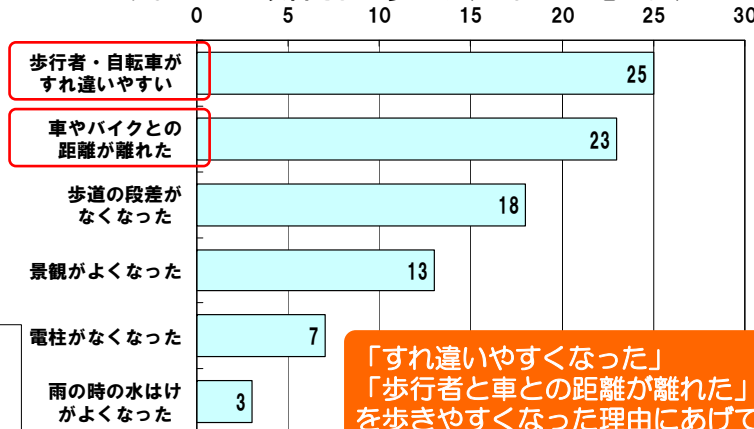 0 5 10 15 20 25 30
歩行者・自転車が
すれ違いやすい
25
車やバイクとの
距離が離れた
23
歩道の段差が
なくなった
18
景観がよくなった
13
電柱がなくなった
7
雨の時の水はけ
がよくなった
3
「すれ違いやすくなった」
「歩行者と車との距離が離れた」
を歩きやすくなった理由にあげて